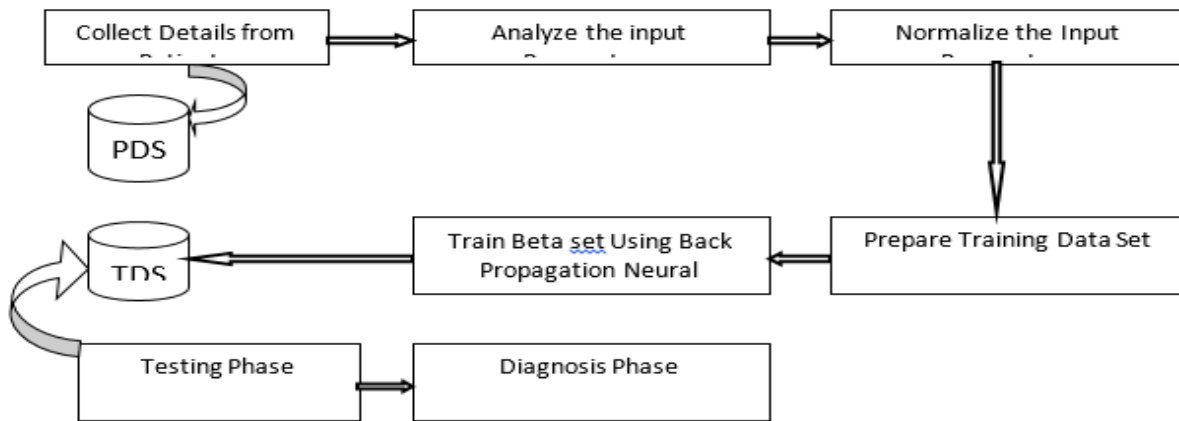 Collect Details from
Analyze the input
Normalize the Input
PDS
TDS
Train Beta set Using Back
Propagation Neural
Prepare Training Data Set
Testing Phase
Diagnosis Phase